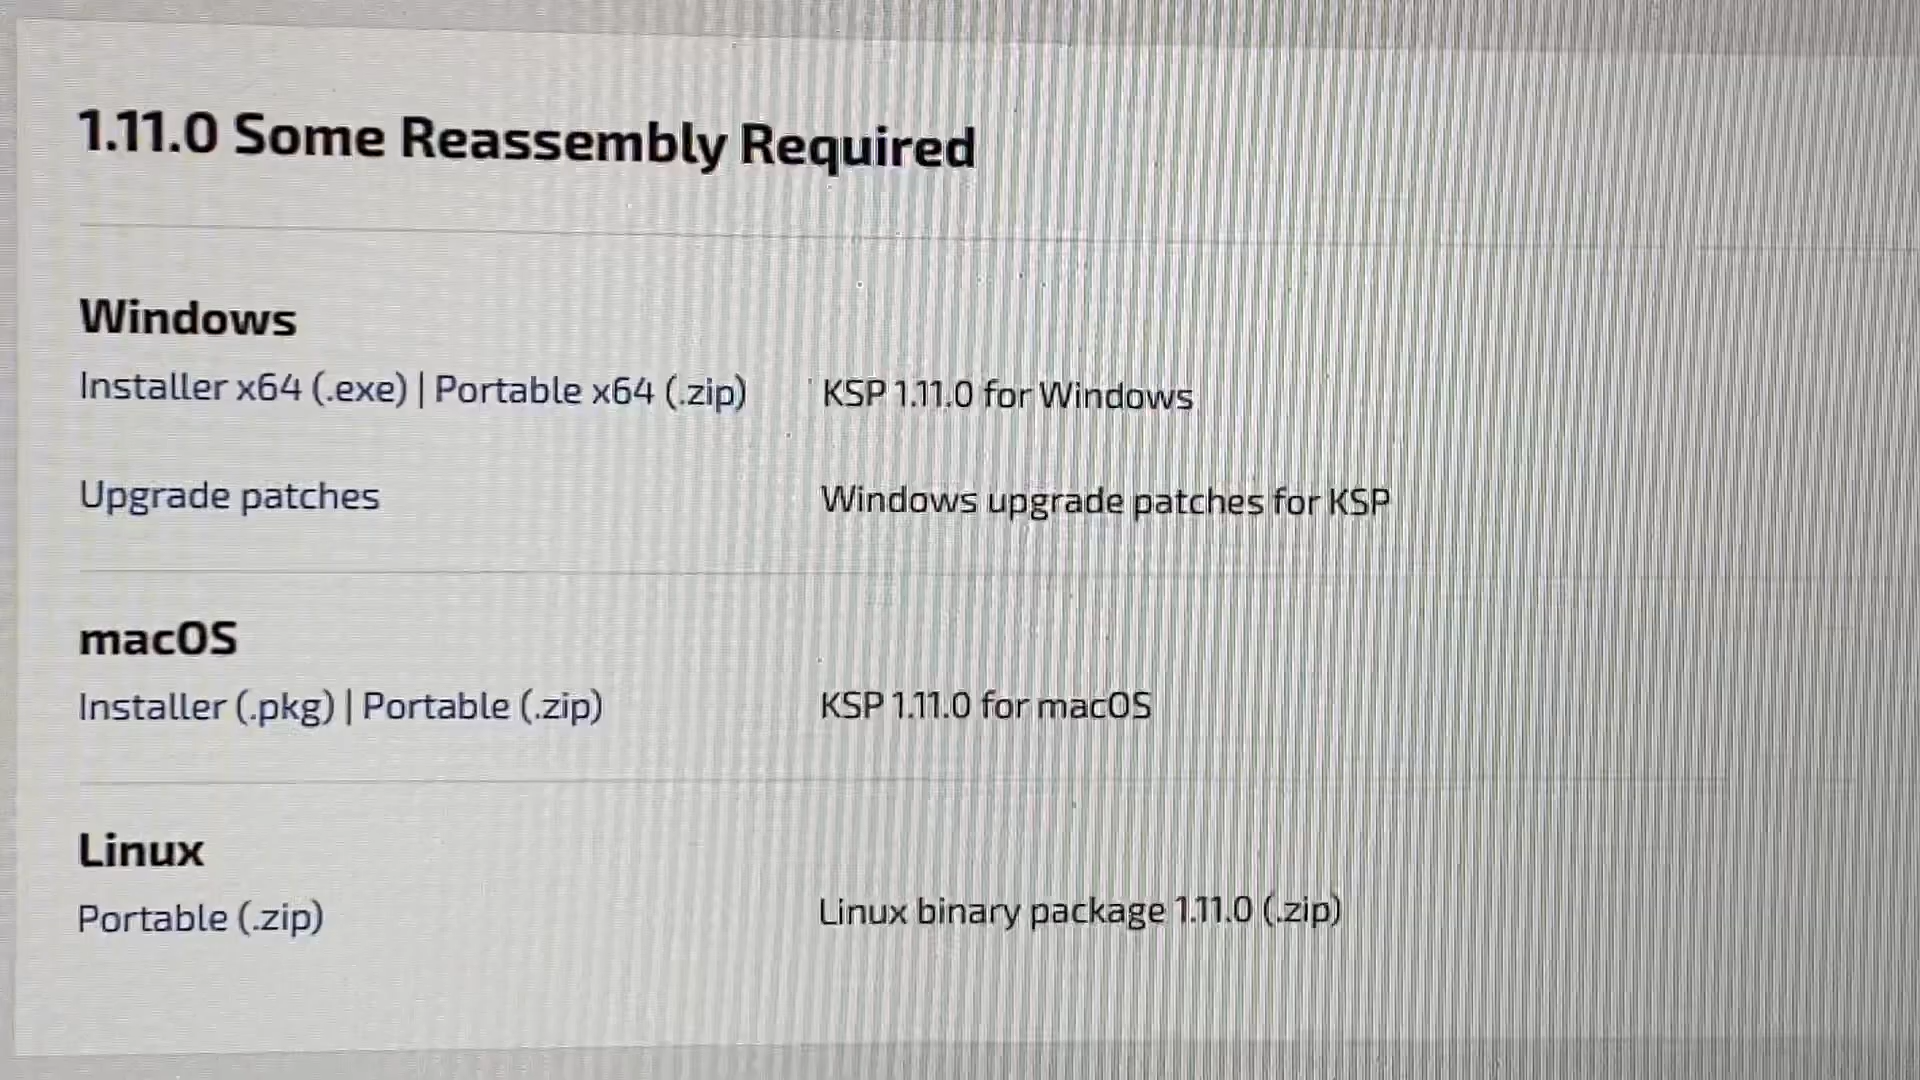 1.11.0 Some Reassembly Required
Windows
Installer x64 (.exe) | Portable x64 (.zip) KSP 1.11.0 for Windows
Upgrade patches Windows upgrade patches for KSP
macOS
Installer (.pkg) | Portable (.zip) KSP 1.11.0 for macOS
Linux
Portable (.zip) Linux binary package 1.11.0 (.zip)